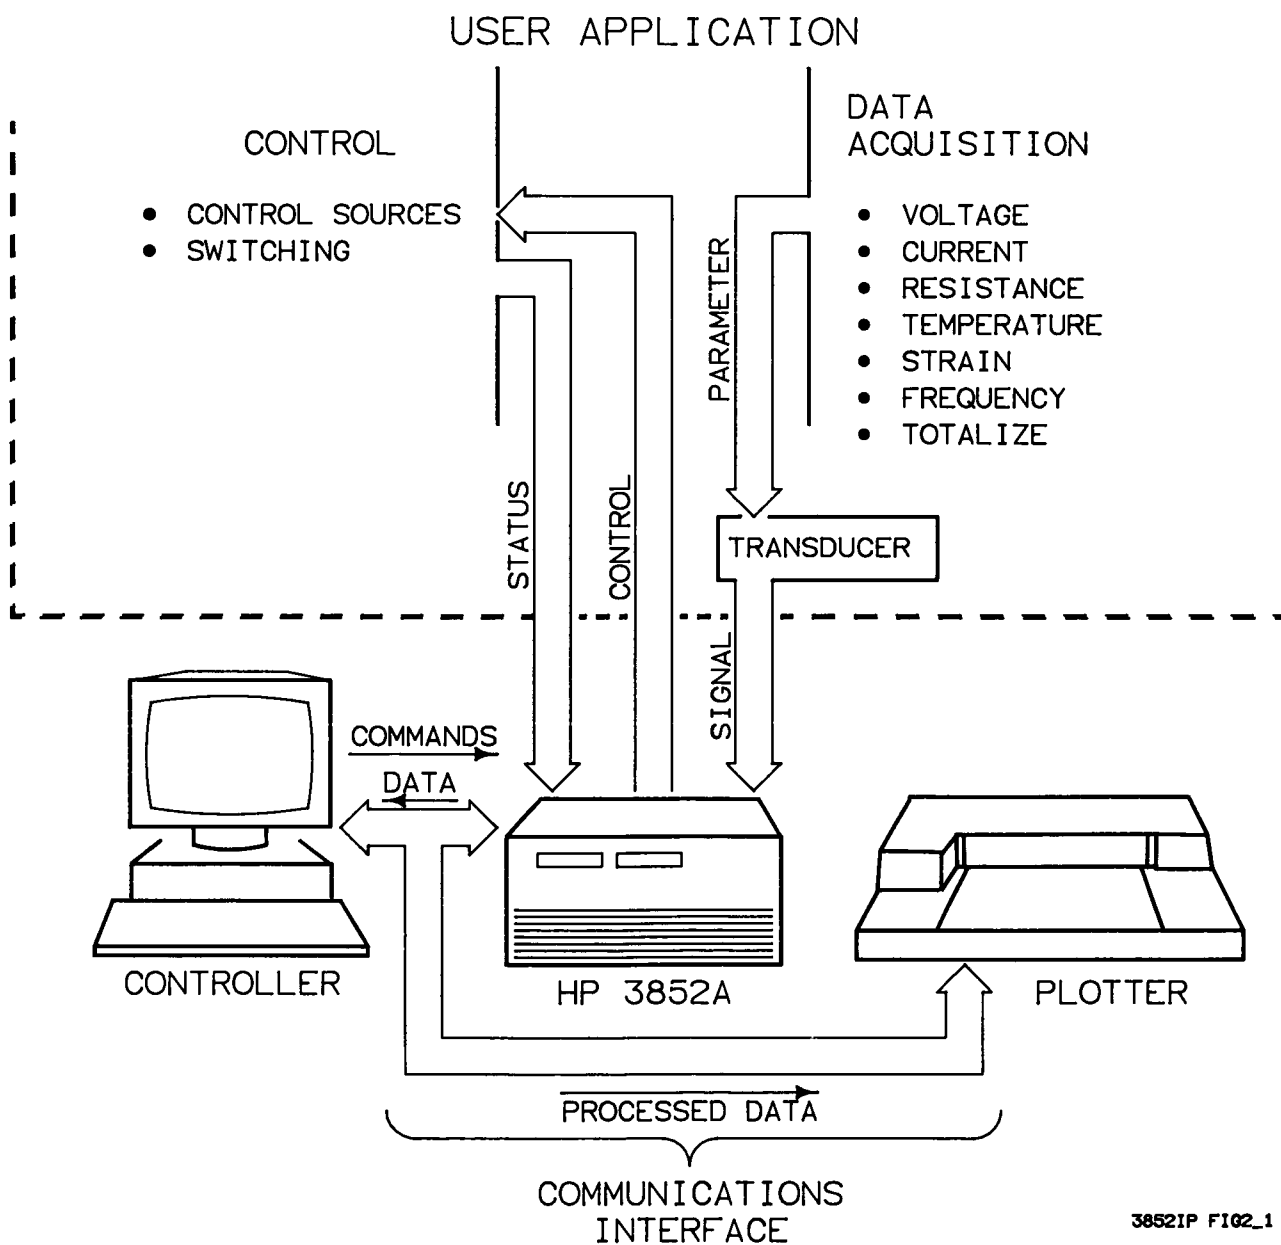 USER APPLICATION
CONTROL
• CONTROL SOURCES
• SWITCHING
DATA
ACQUISITION
• VOLTAGE
• CURRENT
• RESISTANCE
• TEMPERATURE
• STRAIN
• FREQUENCY
• TOTALIZE
PARAMETER
STATUS
CONTROL
TRANSDUCER
SIGNAL
COMMANDS
DATA
CONTROLLER
HP 3852A
PLOTTER
PROCESSED DATA
COMMUNICATIONS
INTERFACE
3852IP FIG2_1